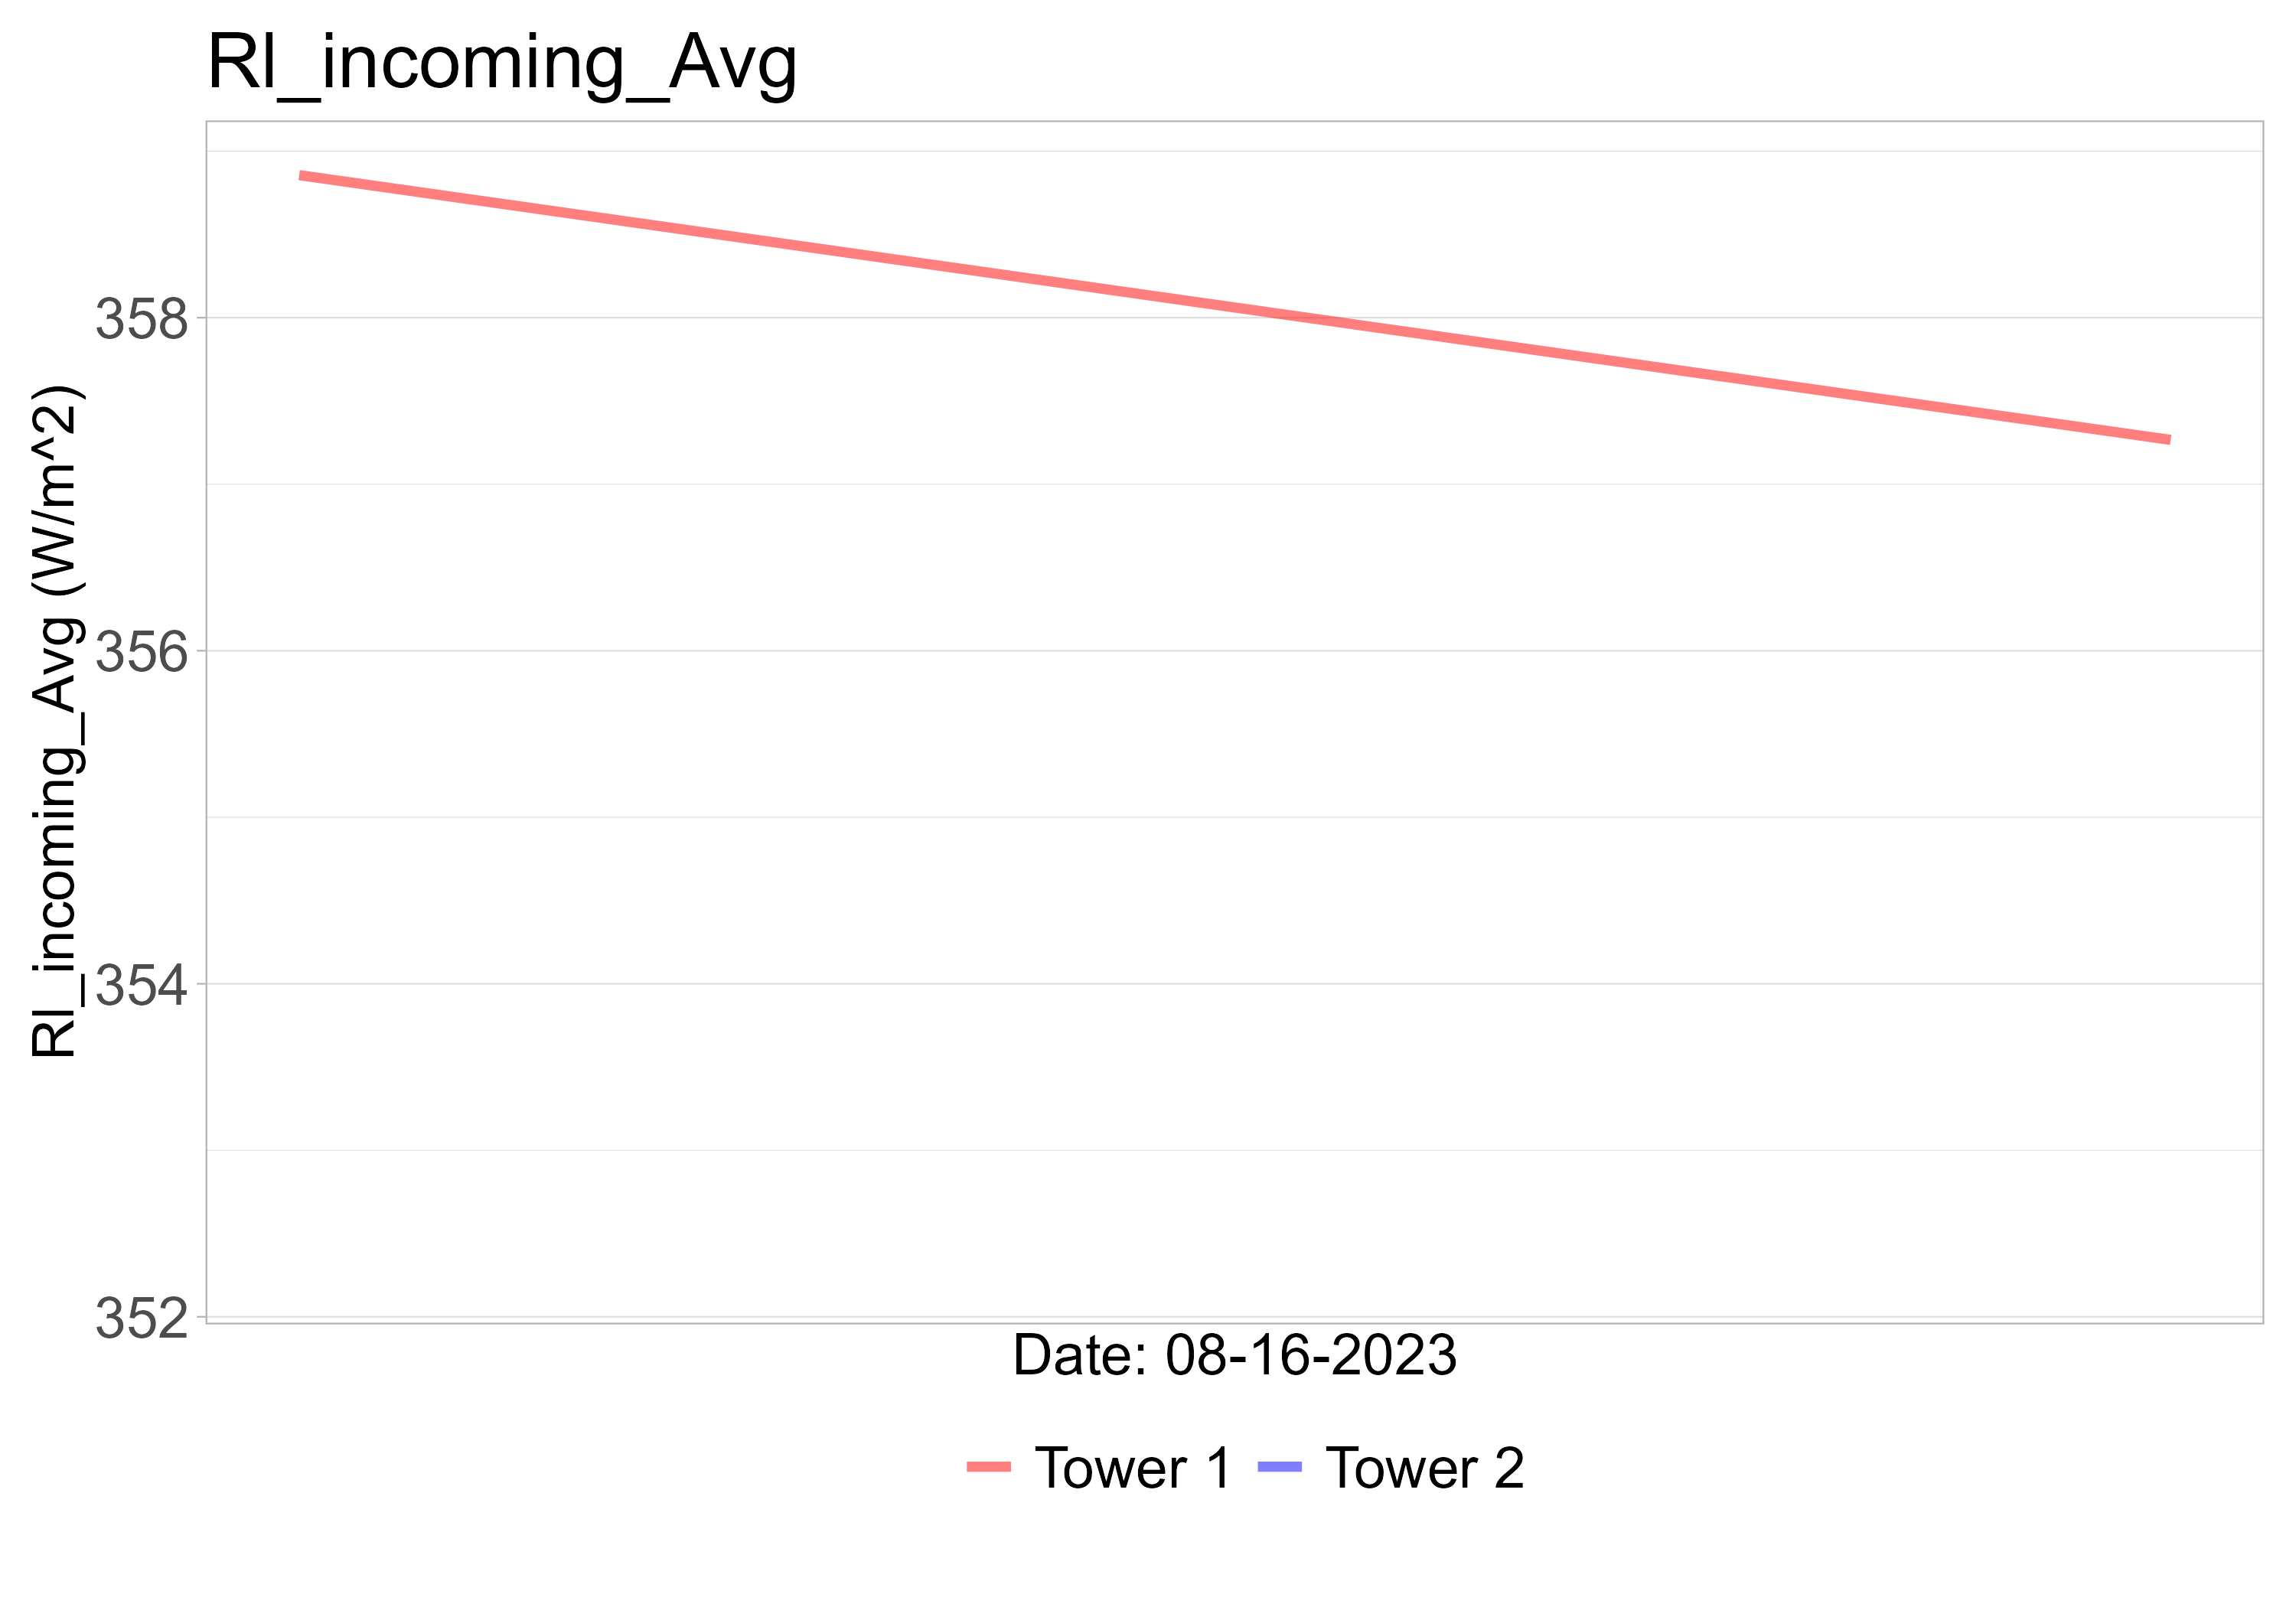 Rl_incoming_Avg
Rl_incoming_Avg (W/m^2)
358
356
354
352
Date: 08-16-2023
Tower 1 Tower 2